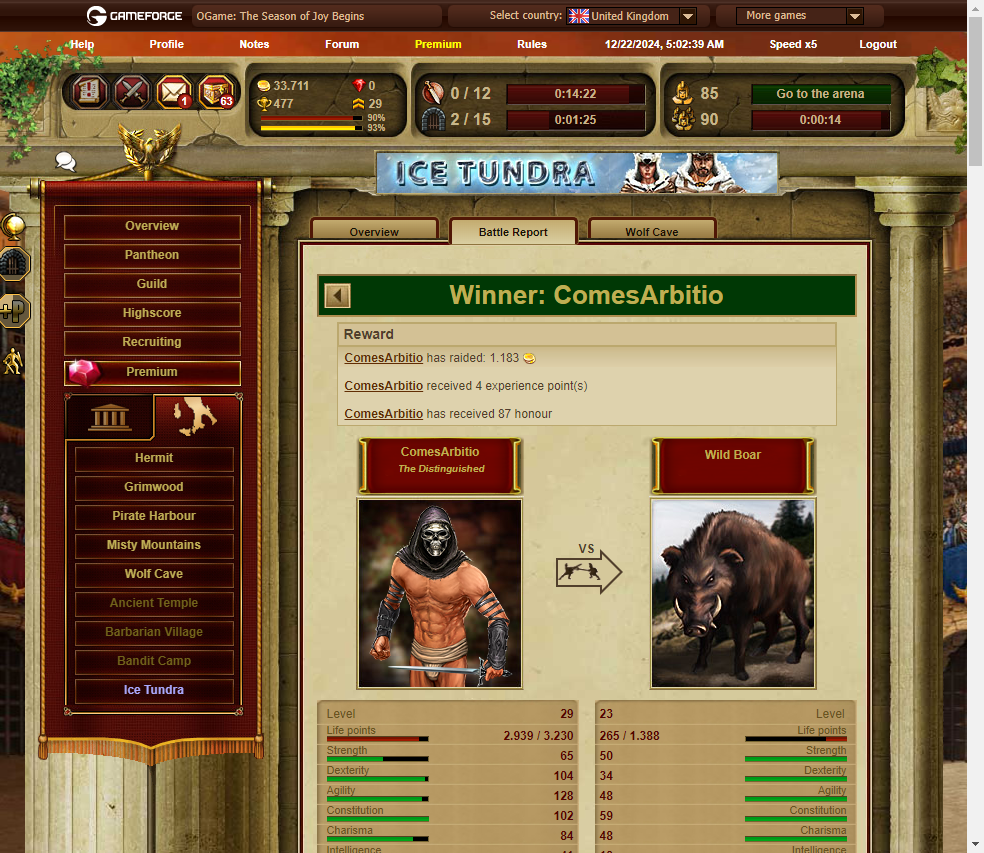 GAMEFORGE
OGame: The Season of Joy Begins
Select country:
United Kingdom
More games
Help
Profile
Notes
Forum
Premium
Rules
12/22/2024, 5:02:39 AM
Speed x5
Logout
1
63
33.711
0
477
29
90%
93%
0 / 12
0:14:22
2 / 15
0:01:25
85
Go to the arena
90
0:00:14
ICE TUNDRA
Overview
Pantheon
Guild
Highscore
Recruiting
Premium
Hermit
Grimwood
Pirate Harbour
Misty Mountains
Wolf Cave
Ancient Temple
Barbarian Village
Bandit Camp
Ice Tundra
+P
Overview
Battle Report
Wolf Cave
Winner: ComesArbitio
Reward
ComesArbitio has raided: 1.183
ComesArbitio received 4 experience point(s)
ComesArbitio has received 87 honour
ComesArbitio
The Distinguished
VS
Wild Boar
Level 29
Life points 2.939 / 3.230
Strength 65
Dexterity 104
Agility 128
Constitution 102
Charisma 84
Intelligence
23 Level
265 / 1.388 Life points
50 Strength
34 Dexterity
48 Agility
59 Constitution
48 Charisma
Intelligence